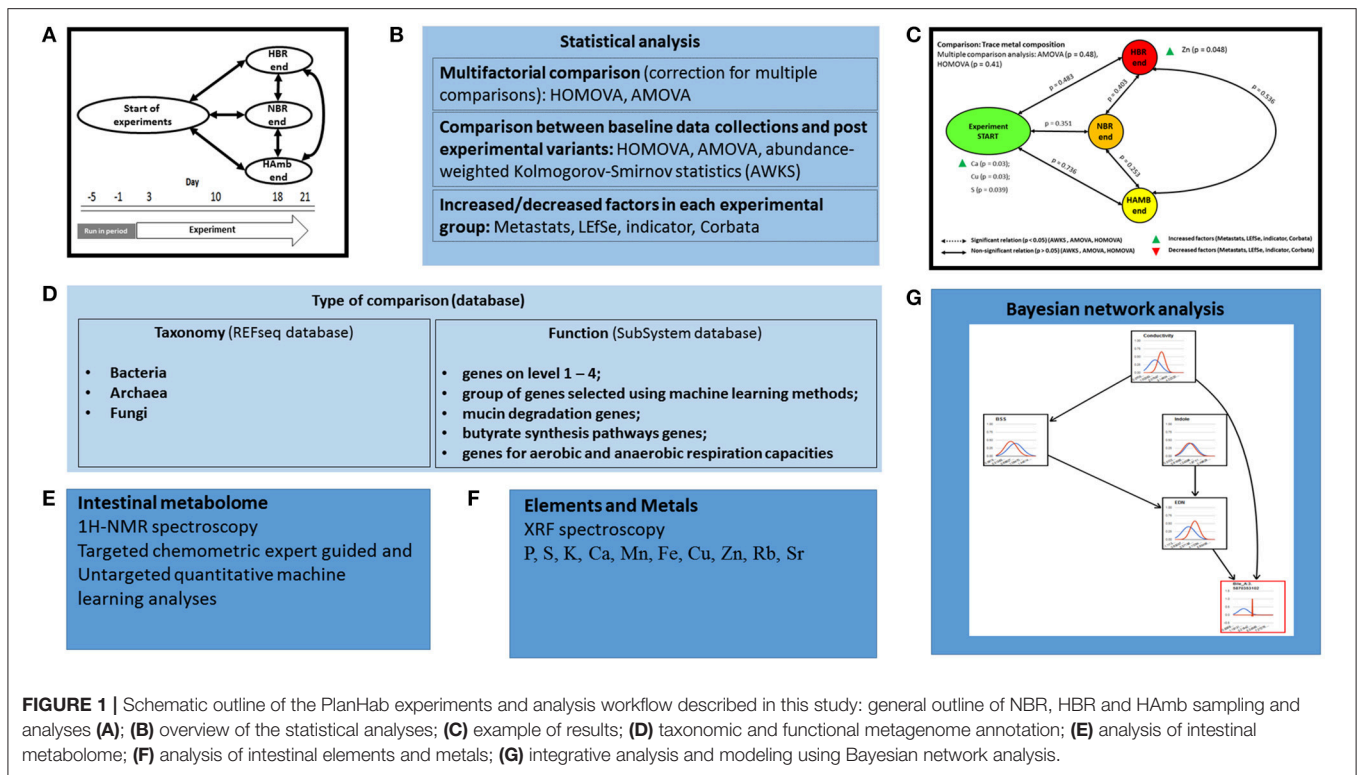 A
HBR
end
Start of
experiments
NBR
end
HAmb
end
Day
-5 -1 3 10 18 21
Run in period
Experiment
B
Statistical analysis
Multifactorial comparison (correction for multiple
comparisons): HOMOVA, AMOVA
Comparison between baseline data collections and post
experimental variants: HOMOVA, AMOVA, abundance-
weighted Kolmogorov-Smirnov statistics (AWKS)
Increased/decreased factors in each experimental
group: Metastats, LEfSe, indicator, Corbata
C
Comparison: Trace metal composition
Multiple comparison analysis: AMOVA (p = 0.48),
HOMOVA (p = 0.41)
HBR
end
Zn (p = 0.048)
p = 0.483
p = 0.403
p = 0.536
Experiment
START
p = 0.351
NBR
end
Ca (p = 0.03);
Cu (p = 0.03);
S (p = 0.039)
p = 0.736
p = 0.253
HAMB
end
Significant relation (p < 0.05) (AWKS, AMOVA, HOMOVA)
Non-significant relation (p > 0.05) (AWKS, AMOVA, HOMOVA)
Increased factors (Metastats, LEfSe, indicator, Corbata)
Decreased factors (Metastats, LEfSe, indicator, Corbata)
D
Type of comparison (database)
Taxonomy (REFseq database)
• Bacteria
• Archaea
• Fungi
Function (SubSystem database)
• genes on level 1 – 4;
• group of genes selected using machine learning methods;
• mucin degradation genes;
• butyrate synthesis pathways genes;
• genes for aerobic and anaerobic respiration capacities
E
Intestinal metabolome
1H-NMR spectroscopy
Targeted chemometric expert guided and
Untargeted quantitative machine
learning analyses
F
Elements and Metals
XRF spectroscopy
P, S, K, Ca, Mn, Fe, Cu, Zn, Rb, Sr
G
Bayesian network analysis
Conductivity
BSS
Indole
EDN
FIGURE 1 | Schematic outline of the PlanHab experiments and analysis workflow described in this study: general outline of NBR, HBR and HAmb sampling and
analyses (A); (B) overview of the statistical analyses; (C) example of results; (D) taxonomic and functional metagenome annotation; (E) analysis of intestinal
metabolome; (F) analysis of intestinal elements and metals; (G) integrative analysis and modeling using Bayesian network analysis.